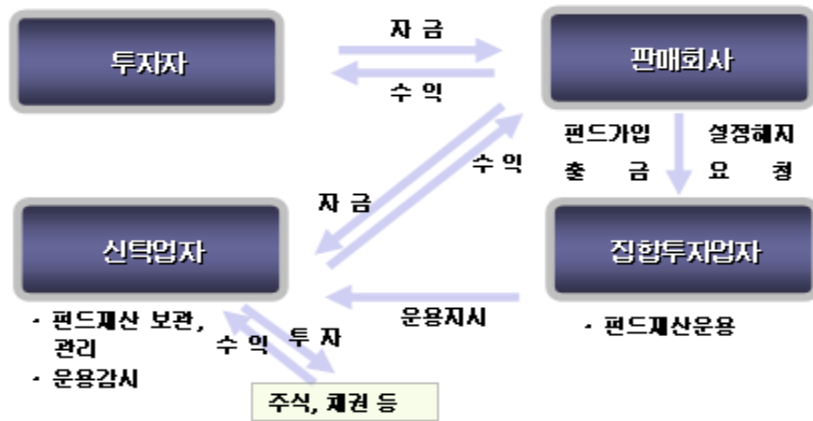 자 금
투자자
판매회사
수 익
펀드가입 설정해지
출 금 요 청
수 익
자 금
신탁업자
집합투자업자
운용지시
· 펀드재산 보관,
관리
· 운용감시
수 익
투 자
· 펀드재산운용
주식, 채권 등